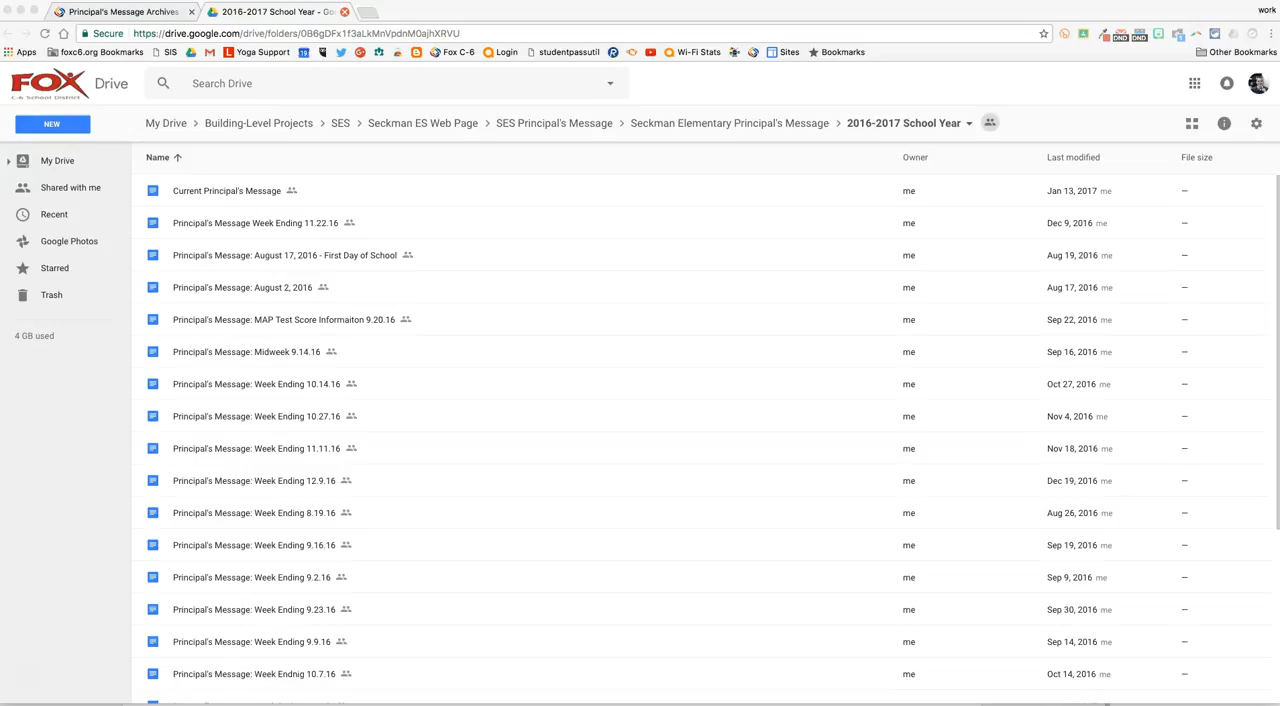 Principal's Message Archives
2016-2017 School Year - Go
work
Secure https://drive.google.com/drive/folders/0B6gDFx1f3aLkMnVpdnM0ajhXRVU
Apps foxc6.org Bookmarks SIS Yoga Support Fox C-6 Login studentpassutil Wi-Fi Stats Sites Bookmarks Other Bookmarks
FOX
C-6 School District
Drive
Search Drive
NEW
My Drive > Building-Level Projects > SES > Seckman ES Web Page > SES Principal's Message > Seckman Elementary Principal's Message > 2016-2017 School Year
My Drive
Shared with me
Recent
Google Photos
Starred
Trash
4 GB used
Name Owner Last modified File size
Current Principal's Message me Jan 13, 2017 me –
Principal's Message Week Ending 11.22.16 me Dec 9, 2016 me –
Principal's Message: August 17, 2016 - First Day of School me Aug 19, 2016 me –
Principal's Message: August 2, 2016 me Aug 17, 2016 me –
Principal's Message: MAP Test Score Informaiton 9.20.16 me Sep 22, 2016 me –
Principal's Message: Midweek 9.14.16 me Sep 16, 2016 me –
Principal's Message: Week Ending 10.14.16 me Oct 27, 2016 me –
Principal's Message: Week Ending 10.27.16 me Nov 4, 2016 me –
Principal's Message: Week Ending 11.11.16 me Nov 18, 2016 me –
Principal's Message: Week Ending 12.9.16 me Dec 19, 2016 me –
Principal's Message: Week Ending 8.19.16 me Aug 26, 2016 me –
Principal's Message: Week Ending 9.16.16 me Sep 19, 2016 me –
Principal's Message: Week Ending 9.2.16 me Sep 9, 2016 me –
Principal's Message: Week Ending 9.23.16 me Sep 30, 2016 me –
Principal's Message: Week Ending 9.9.16 me Sep 14, 2016 me –
Principal's Message: Week Endnig 10.7.16 me Oct 14, 2016 me –